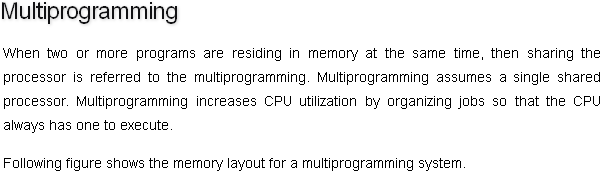 Multiprogramming
When two or more programs are residing in memory at the same time, then sharing the
processor is referred to the multiprogramming. Multiprogramming assumes a single shared
processor. Multiprogramming increases CPU utilization by organizing jobs so that the CPU
always has one to execute.
Following figure shows the memory layout for a multiprogramming system.